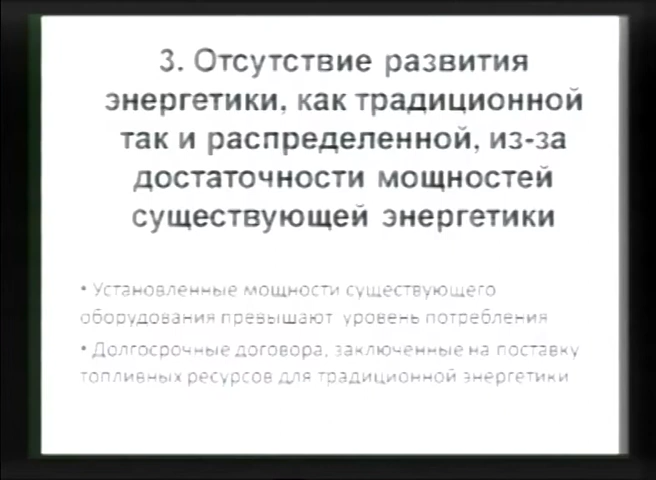 3. Отсутствие развития
энергетики, как традиционной
так и распределенной, из-за
достаточности мощностей
существующей энергетики
• Установленные мощности существующего
оборудования превышают уровень потребления
• Долгосрочные договора, заключенные на поставку
топливных ресурсов для традиционной энергетики